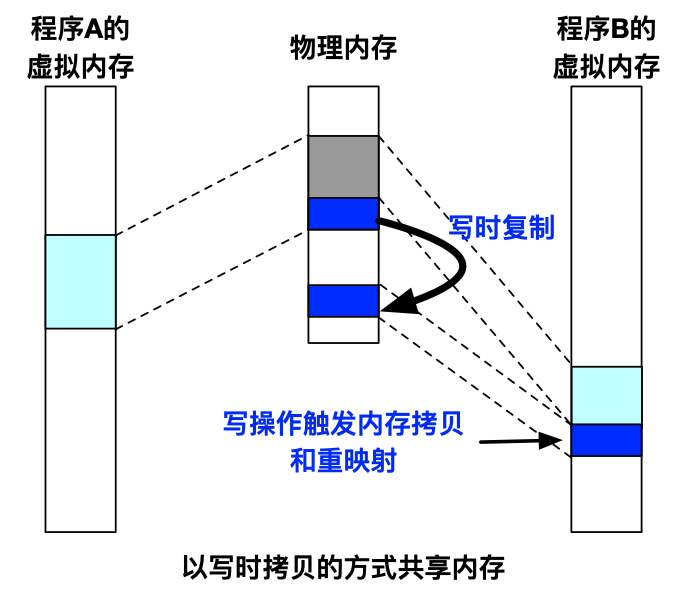 程序A的
虚拟内存
物理内存
程序B的
虚拟内存
写时复制
写操作触发内存拷贝
和重映射
以写时拷贝的方式共享内存